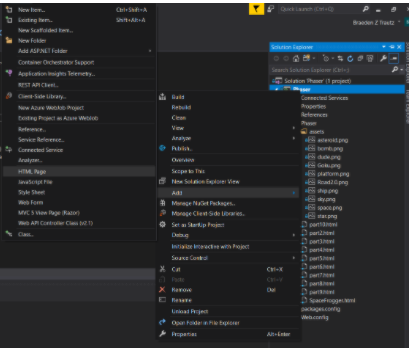 New Item... Ctrl+Shift+A
Existing Item... Shift+Alt+A
New Scaffolded Item...
New Folder
Add ASP.NET Folder
Container Orchestrator Support
Application Insights Telemetry...
REST API Client...
Client-Side Library...
New Azure WebJob Project
Existing Project as Azure WebJob
Reference...
Service Reference...
Connected Service
Analyzer...
HTML Page
JavaScript File
Style Sheet
Web Form
MVC 5 View Page (Razor)
Web API Controller Class (v2.1)
Class...
Build
Rebuild
Clean
View
Analyze
Publish...
Overview
Scope to This
New Solution Explorer View
Add
Manage NuGet Packages...
Manage Client-Side Libraries...
Set as StartUp Project
Debug
Initialize Interactive with Project
Source Control
Cut Ctrl+X
Paste Ctrl+V
Remove Del
Rename
Unload Project
Open Folder in File Explorer
Properties Alt+Enter
Quick Launch (Ctrl+Q)
Solution Explorer
Search Solution Explorer (Ctrl+;)
Connected Services
Properties
References
Phaser
assets
asteroid.png
bomb.png
dude.png
Goku.png
platform.png
Road2.0.png
ship.png
sky.png
space.png
star.png
part10.html
part2.html
part3.html
part4.html
part5.html
part6.html
part7.html
part8.html
part9.html
SpaceFrogger.html
packages.config
Web.config